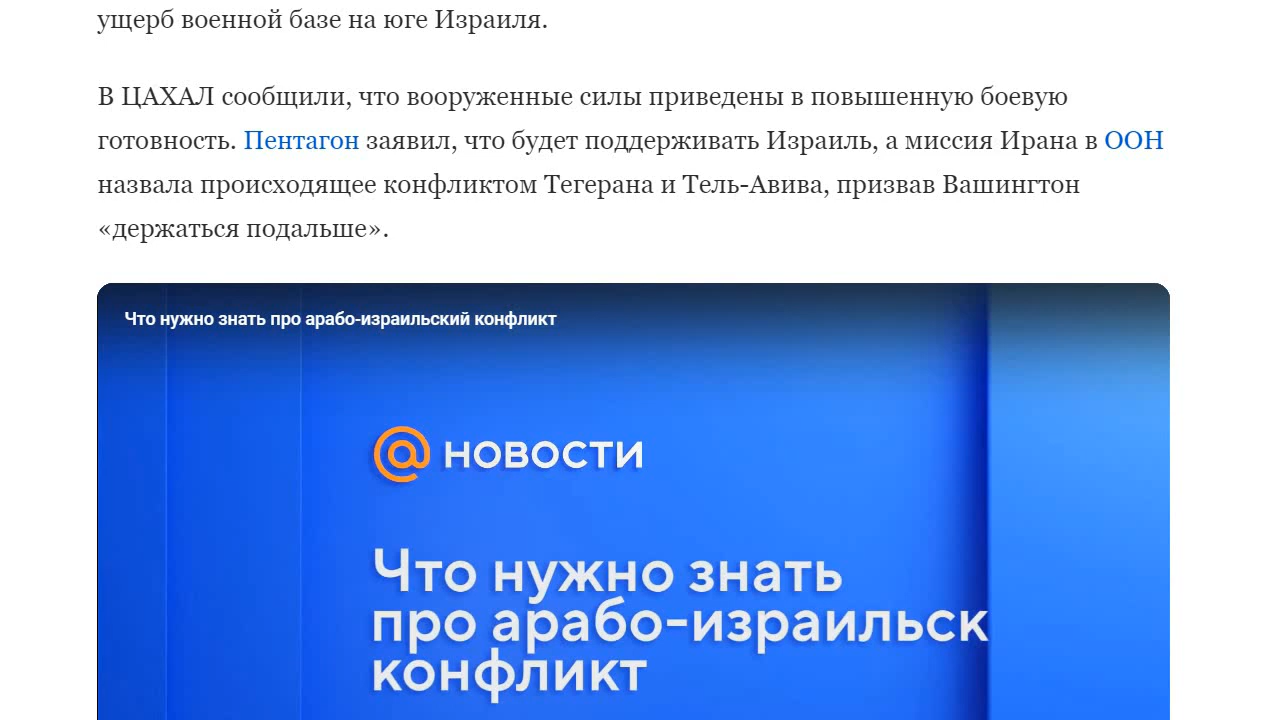 ущерб военной базе на юге Израиля.
В ЦАХАЛ сообщили, что вооруженные силы приведены в повышенную боевую
готовность. Пентагон заявил, что будет поддерживать Израиль, а миссия Ирана в ООН
назвала происходящее конфликтом Тегерана и Тель-Авива, призвав Вашингтон
«держаться подальше».
Что нужно знать про арабо-израильский конфликт
@ НОВОСТИ
Что нужно знать
про арабо-израильск
конфликт